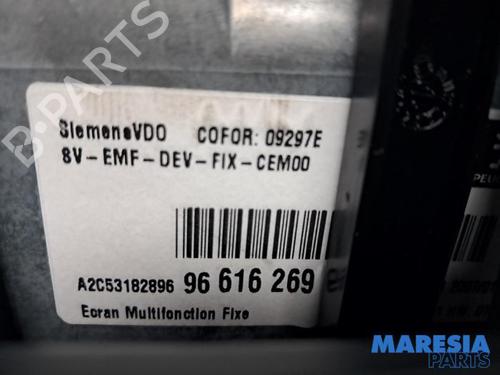 SiemensVDO COFOR: 09297E
8V-EMF-DEV-FIX-CEM00
A2C53182896 96 616 269
Ecran Multifonction Fixe
B-PARTS
MARESIA
PARTS